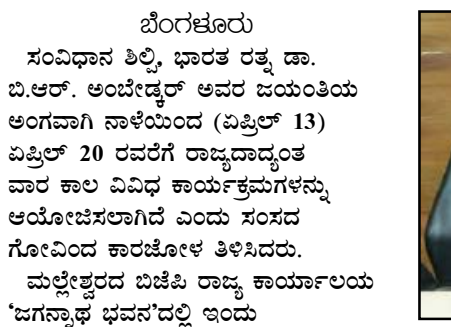 ಬೆಂಗಳೂರು
ಸಂವಿಧಾನ ಶಿಲ್ಪಿ, ಭಾರತ ರತ್ನ ಡಾ.
ಬಿ.ಆರ್. ಅಂಬೇಡ್ಕರ್ ಅವರ ಜಯಂತಿಯ
ಅಂಗವಾಗಿ ನಾಳೆಯಿಂದ (ಏಪ್ರಿಲ್ 13)
ಏಪ್ರಿಲ್ 20 ರವರೆಗೆ ರಾಜ್ಯದಾದ್ಯಂತ
ವಾರ ಕಾಲ ವಿವಿಧ ಕಾರ್ಯಕ್ರಮಗಳನ್ನು
ಆಯೋಜಿಸಲಾಗಿದೆ ಎಂದು ಸಂಸದ
ಗೋವಿಂದ ಕಾರಜೋಳ ತಿಳಿಸಿದರು.
ಮಲ್ಲೇಶ್ವರದ ಬಿಜೆಪಿ ರಾಜ್ಯ ಕಾರ್ಯಾಲಯ
‘ಜಗನ್ನಾಥ ಭವನ’ದಲ್ಲಿ ಇಂದು